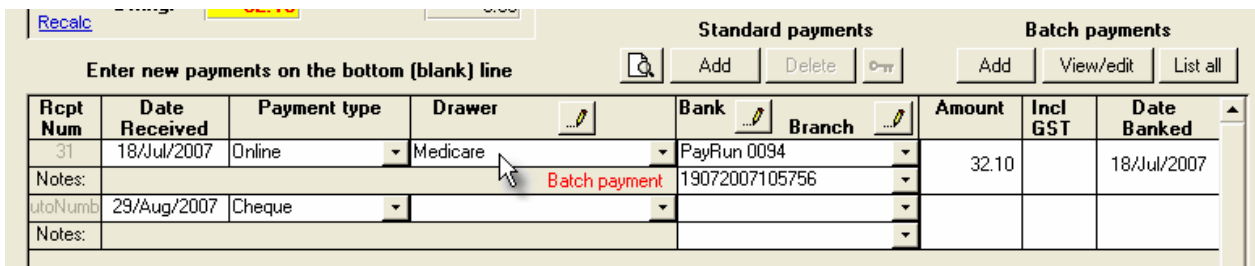 Recalc
Standard payments Batch payments
Enter new payments on the bottom (blank) line Add Delete Add View/edit List all
Rcpt Num Date Received Payment type Drawer Bank Branch Amount Incl GST Date Banked
31 18/Jul/2007 Online Medicare PayRun 0094 32.10 18/Jul/2007
Notes: Batch payment 19072007105756
utoNumb 29/Aug/2007 Cheque
Notes: